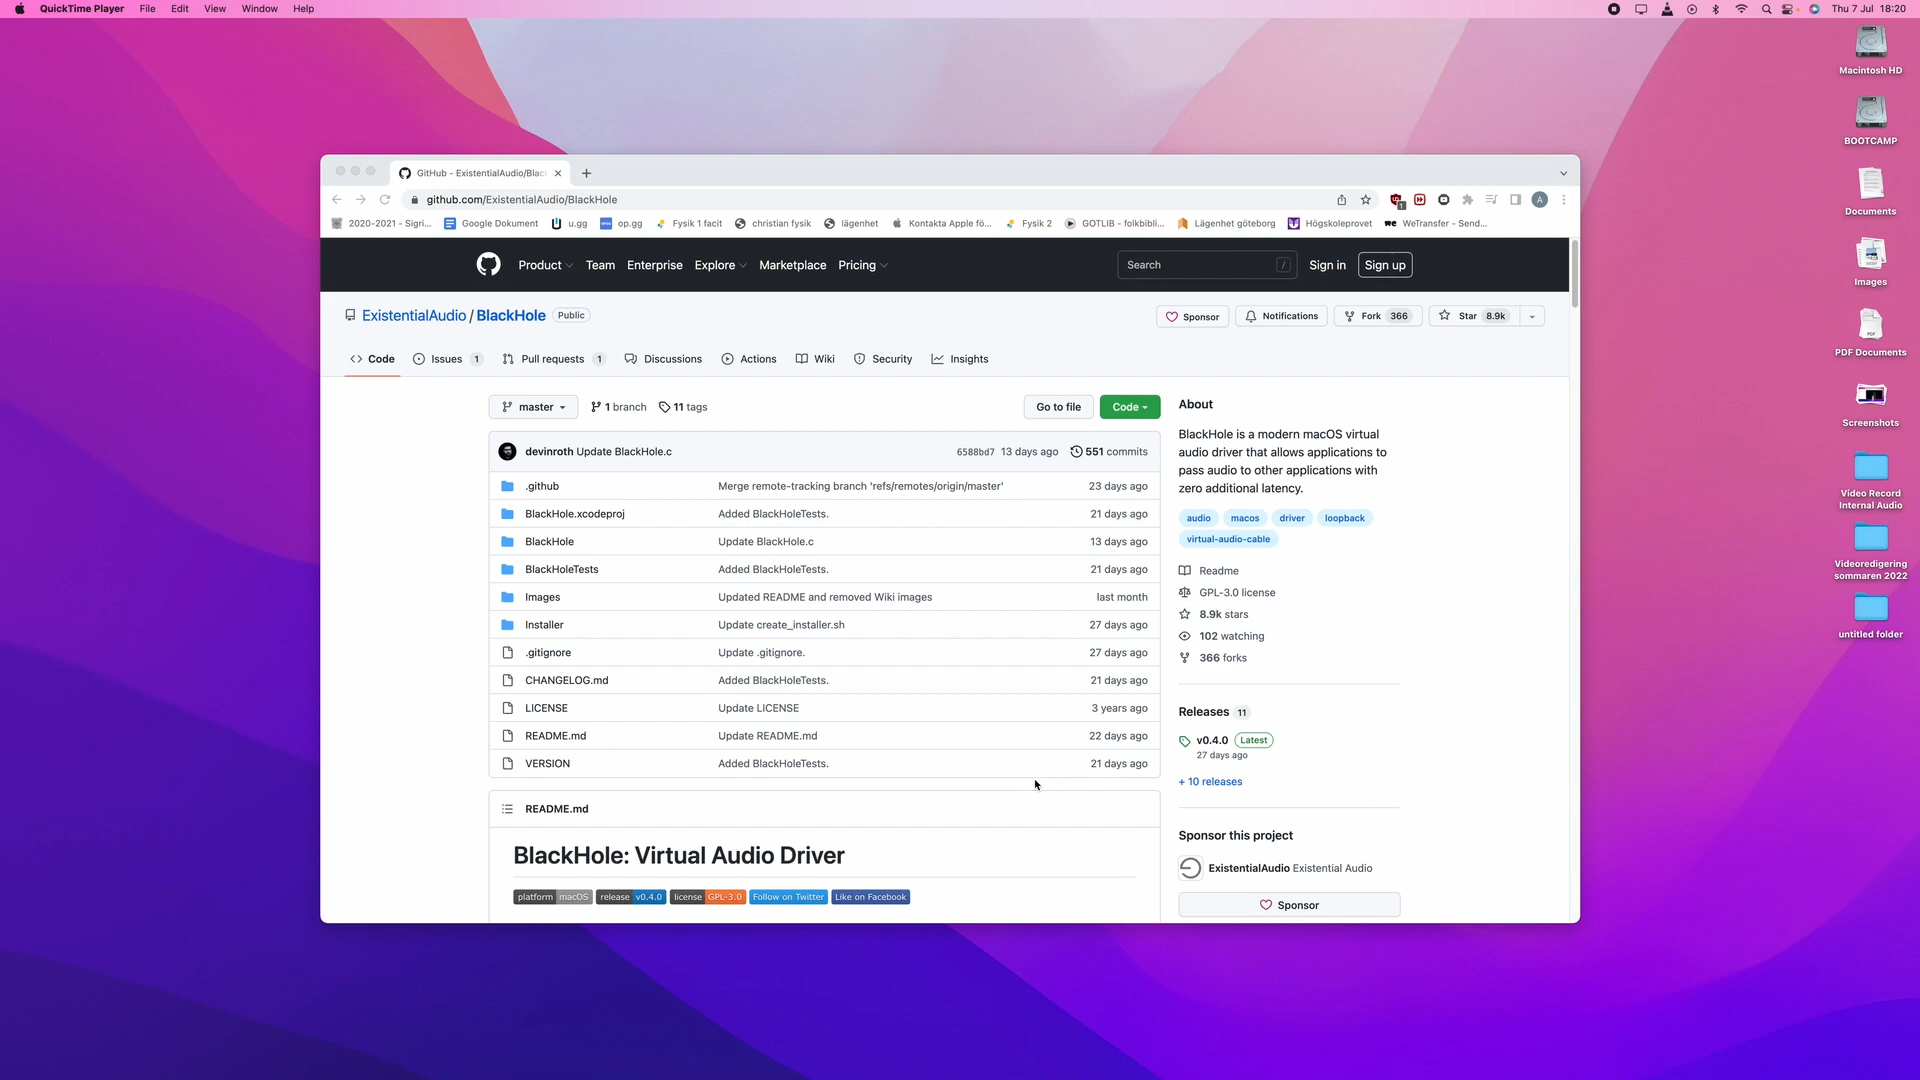 QuickTime Player File Edit View Window Help
Thu 7 Jul 18:20
Macintosh HD
BOOTCAMP
Documents
Images
PDF
PDF Documents
Screenshots
Video Record
Internal Audio
Videoredigering
sommaren 2022
untitled folder
GitHub - ExistentialAudio/Blac
github.com/ExistentialAudio/BlackHole
1
A
2020-2021 - Sigri... Google Dokument u.gg op.gg Fysik 1 facit christian fysik lägenhet Kontakta Apple fö... Fysik 2 GOTLIB - folkbibli... Lägenhet göteborg Högskoleprovet WeTransfer - Send...
Product Team Enterprise Explore Marketplace Pricing Search / Sign in Sign up
ExistentialAudio / BlackHole Public Sponsor Notifications Fork 366 Star 8.9k
Code Issues 1 Pull requests 1 Discussions Actions Wiki Security Insights
master 1 branch 11 tags Go to file Code
devinroth Update BlackHole.c 6588bd7 13 days ago 551 commits
.github Merge remote-tracking branch 'refs/remotes/origin/master' 23 days ago
BlackHole.xcodeproj Added BlackHoleTests. 21 days ago
BlackHole Update BlackHole.c 13 days ago
BlackHoleTests Added BlackHoleTests. 21 days ago
Images Updated README and removed Wiki images last month
Installer Update create_installer.sh 27 days ago
.gitignore Update .gitignore. 27 days ago
CHANGELOG.md Added BlackHoleTests. 21 days ago
LICENSE Update LICENSE 3 years ago
README.md Update README.md 22 days ago
VERSION Added BlackHoleTests. 21 days ago
README.md
BlackHole: Virtual Audio Driver
platform macOS release v0.4.0 license GPL-3.0 Follow on Twitter Like on Facebook
About
BlackHole is a modern macOS virtual
audio driver that allows applications to
pass audio to other applications with
zero additional latency.
audio macos driver loopback
virtual-audio-cable
Readme
GPL-3.0 license
8.9k stars
102 watching
366 forks
Releases 11
v0.4.0 Latest
27 days ago
+ 10 releases
Sponsor this project
ExistentialAudio Existential Audio
Sponsor